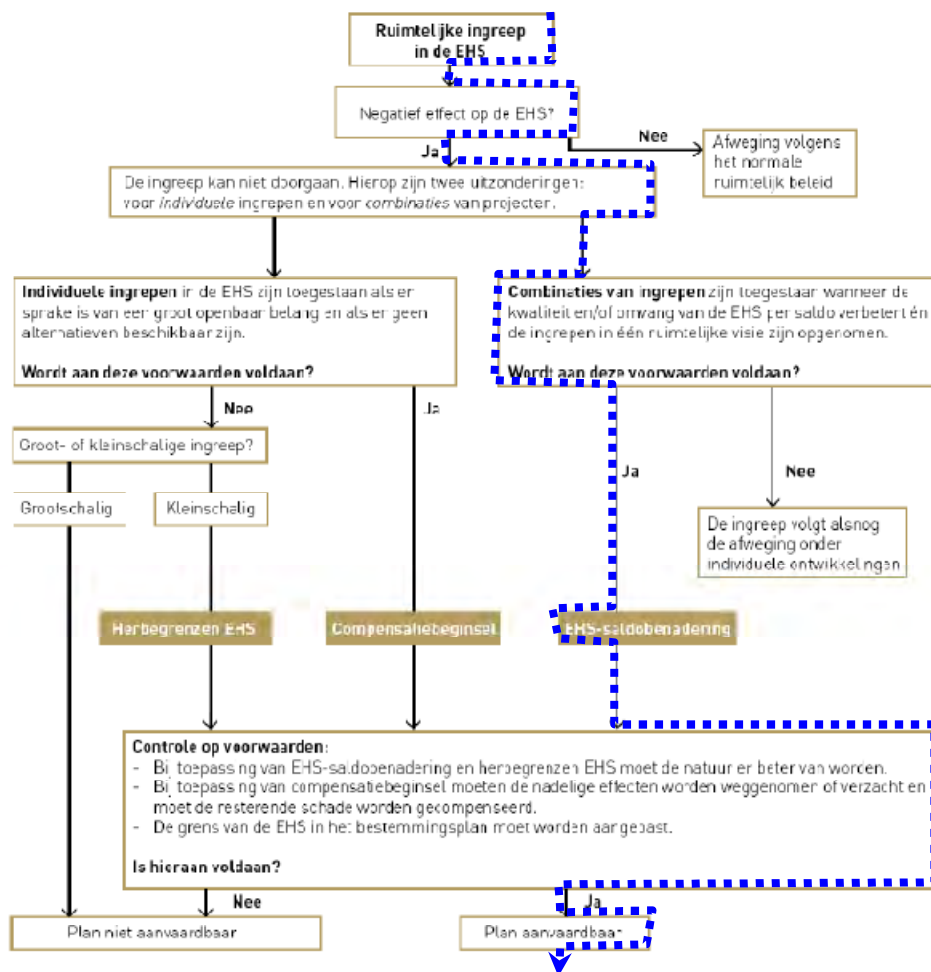 Ruimtelijke ingreep
in de EHS
Negatief effect op de EHS?
Nee
Ja
Afweging volgens
het normale
ruimtelijk beleid
De ingreep kan niet doorgaan. Hierop zijn twee uitzonderingen:
voor individuele ingrepen en voor combinaties van projecten.
Individuele ingrepen in de EHS zijn toegestaan als er
sprake is van een groot openbaar belang en als er geen
alternatieven beschikbaar zijn.
Wordt aan deze voorwaarden voldaan?
Combinaties van ingrepen zijn toegestaan wanneer de
kwaliteit en/of omvang van de EHS per saldo verbetert én
de ingrepen in één ruimtelijke visie zijn opgenomen.
Wordt aan deze voorwaarden voldaan?
Nee
Ja
Groot- of kleinschalige ingreep?
Ja
Nee
Grootschalig
Kleinschalig
De ingreep volgt alsnog
de afweging onder
individuele ontwikkelingen
Herbegrenzen EHS
Compensatiebeginsel
EHS-saldobenadering
Controle op voorwaarden:
- Bij toepassing van EHS-saldobenadering en herbegrenzen EHS moet de natuur er beter van worden.
- Bij toepassing van compensatiebeginsel moeten de nadelige effecten worden weggenomen of verzacht en
moet de resterende schade worden gecompenseerd.
- De grens van de EHS in het bestemmingsplan moet worden aangepast.
Is hieraan voldaan?
Nee
Ja
Plan niet aanvaardbaar
Plan aanvaardbaar